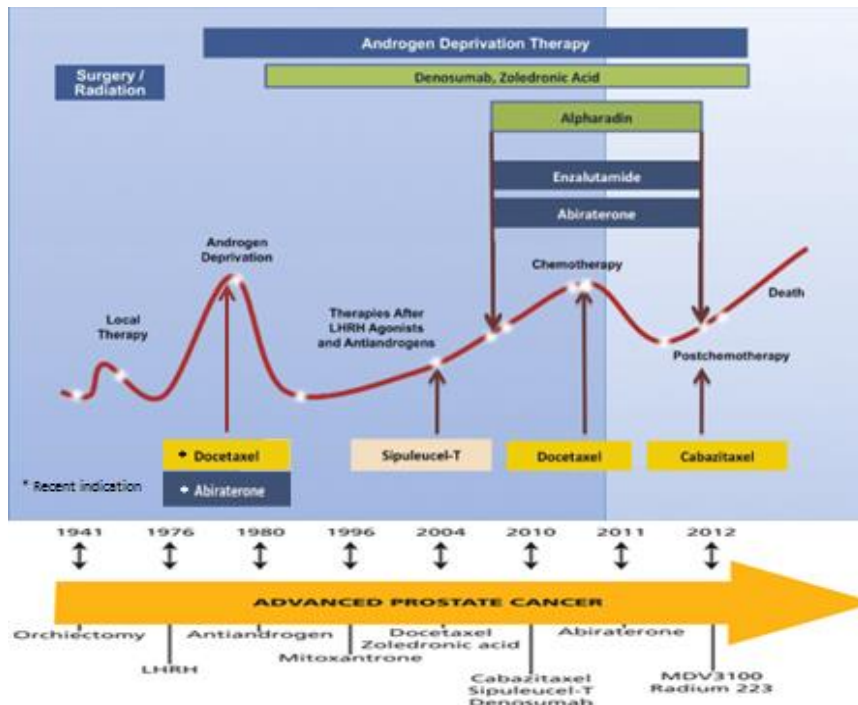 Androgen Deprivation Therapy
Surgery /
Radiation
Denosumab, Zoledronic Acid
Alpharadin
Enzalutamide
Abiraterone
Androgen
Deprivation
Chemotherapy
Death
Local
Therapy
Therapies After
LHRH Agonists
and Antiandrogens
Postchemotherapy
* Docetaxel
Sipuleucel-T
Docetaxel
Cabazitaxel
* Recent indication
* Abiraterone
1941 1976 1980 1996 2004 2010 2011 2012
ADVANCED PROSTATE CANCER
Orchiectomy
LHRH
Antiandrogen
Mitoxantrone
Docetaxel
Zoledronic acid
Cabazitaxel
Sipuleucel-T
Denosumab
Abiraterone
MDV3100
Radium 223